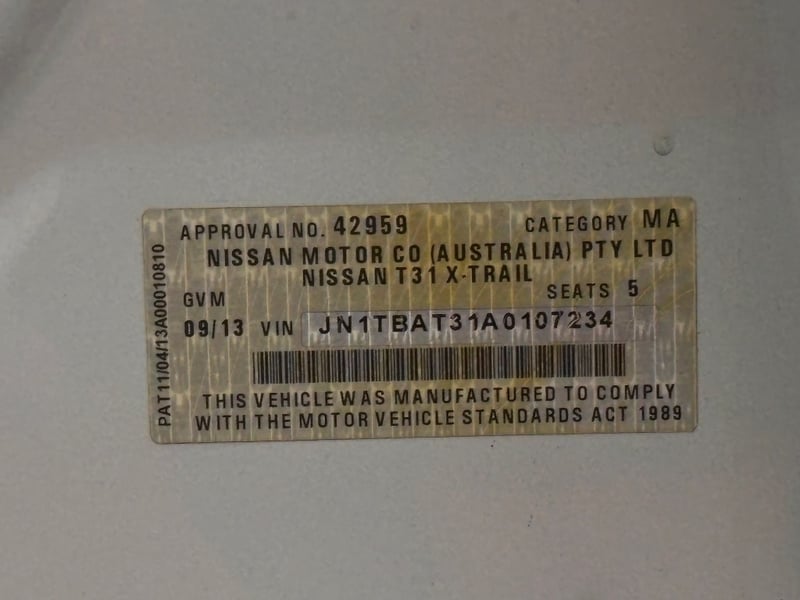 APPROVAL NO. 42959 CATEGORY MA
NISSAN MOTOR CO (AUSTRALIA) PTY LTD
NISSAN T31 X-TRAIL
GVM SEATS 5
09/13 VIN JN1TBAT31A0107234
THIS VEHICLE WAS MANUFACTURED TO COMPLY
WITH THE MOTOR VEHICLE STANDARDS ACT 1989
PAT11/04/13A00010810